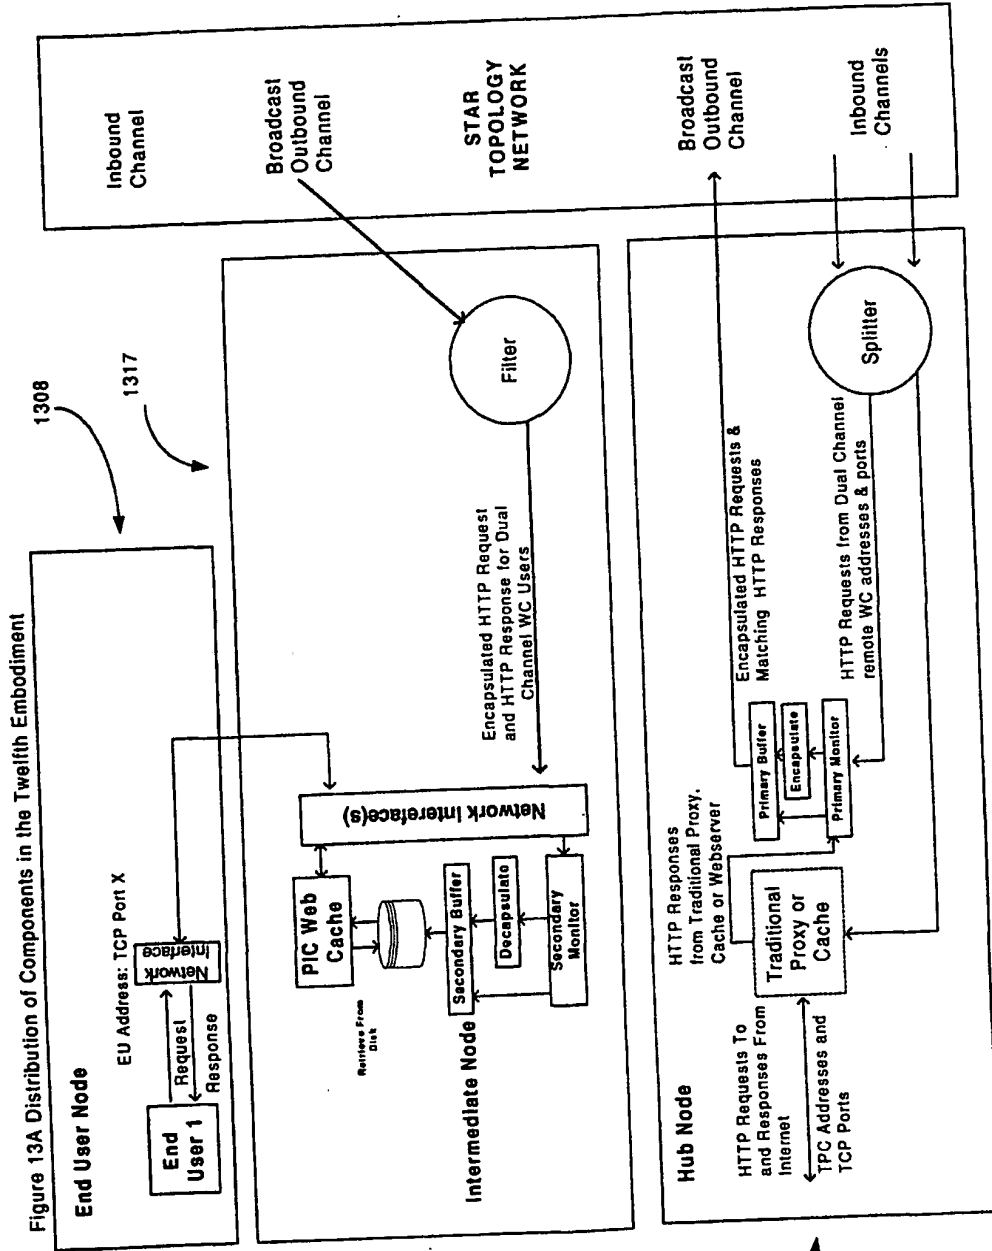 Figure 13A Distribution of Components in the Twelfth Embodiment
1308
1317
End User Node
EU Address: TCP Port X
End
User 1
Request
Response
Network
Interface
Intermediate Node
Retrieve From
Disk
PIC Web
Cache
Secondary Buffer
Decapsulate
Secondary
Monitor
Network Intereface(s)
Encapsulated HTTP Request
and HTTP Response for Dual
Channel WC Users
Filter
Hub Node
HTTP Requests To
and Responses From
Internet
TPC Addresses and
TCP Ports
HTTP Responses
from Traditional Proxy,
Cache or Webserver
Traditional
Proxy or
Cache
Primary Buffer
Encapsulate
Primary Monitor
Encapsulated HTTP Requests &
Matching HTTP Responses
HTTP Requests from Dual Channel
remote WC addresses & ports
Splitter
Inbound
Channel
Broadcast
Outbound
Channel
STAR
TOPOLOGY
NETWORK
Broadcast
Outbound
Channel
Inbound
Channels